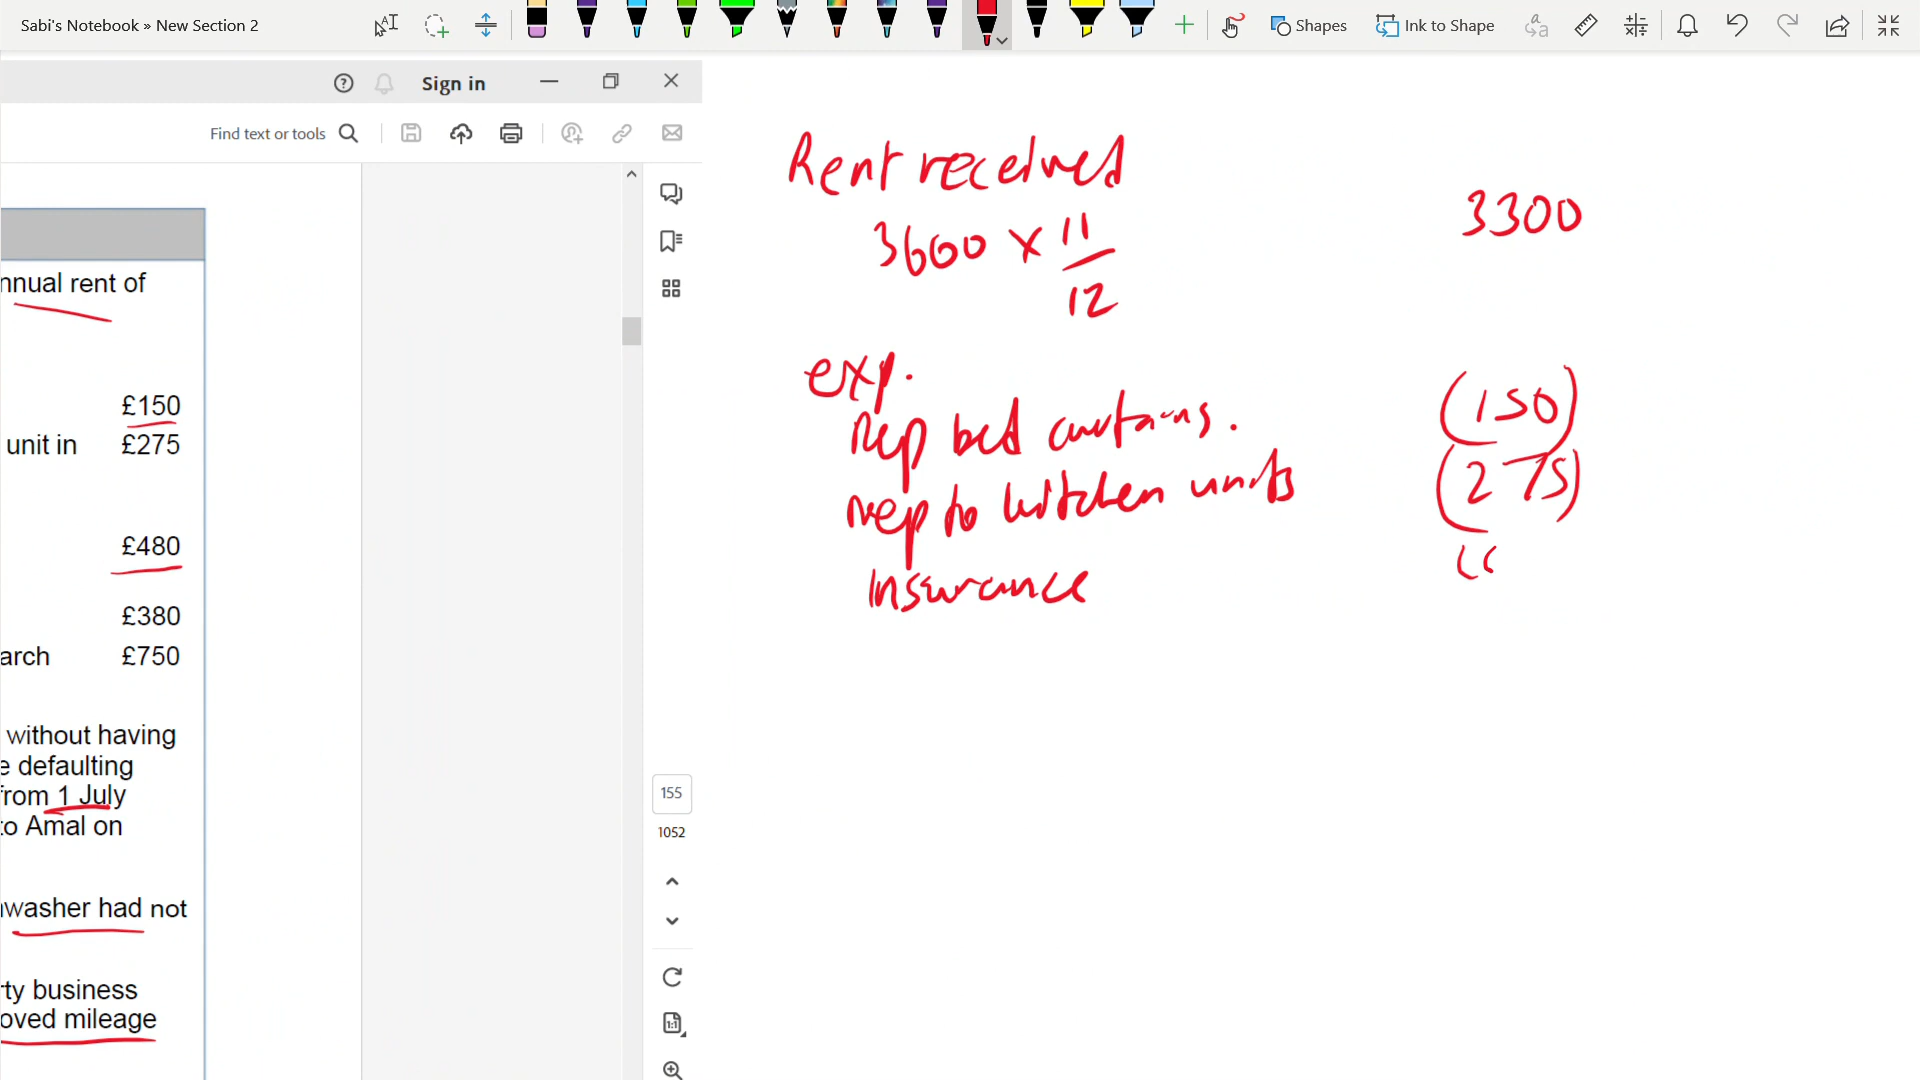 Sabi's Notebook » New Section 2
Shapes
Ink to Shape
Sign in
Find text or tools
nnual rent of
£150
unit in £275
£480
£380
arch £750
without having
e defaulting
from 1 July
to Amal on
washer had not
rty business
oved mileage
155
1052
Rent received
3600 × 11
12
3300
exp.
Rep bed curtains. (150)
rep to kitchen units (275)
Insurance